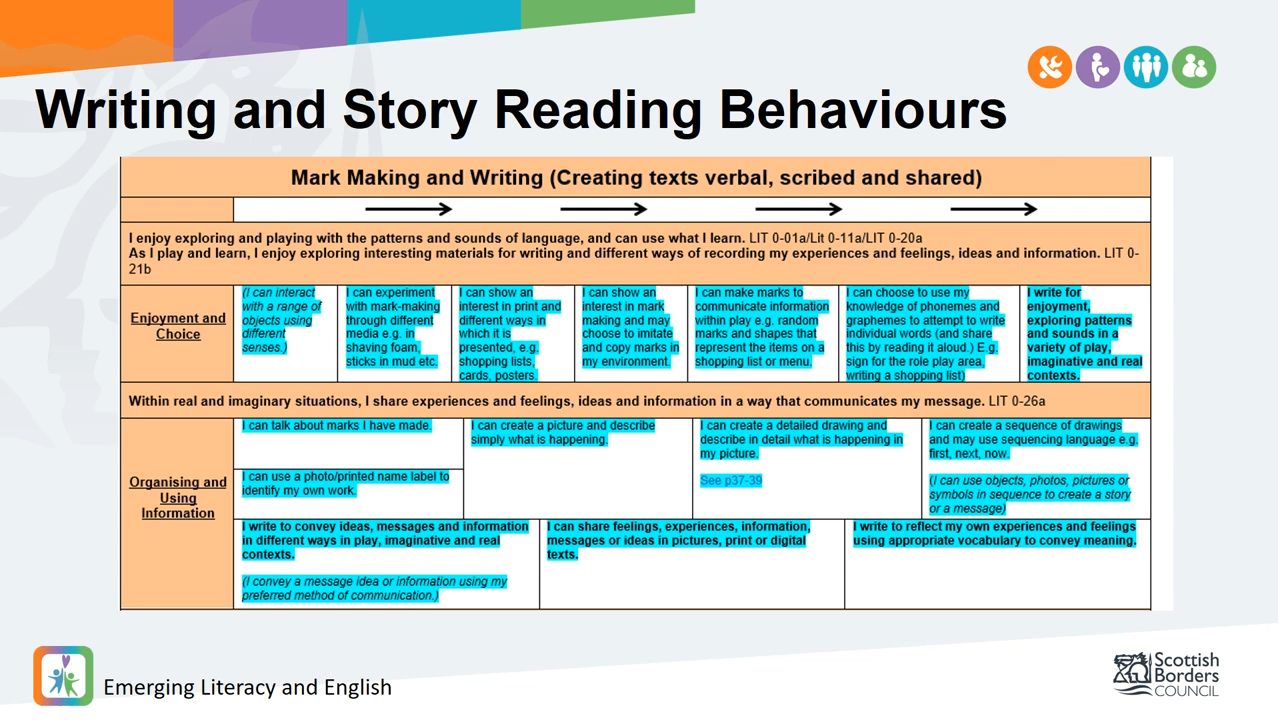 Writing and Story Reading Behaviours
Mark Making and Writing (Creating texts verbal, scribed and shared)
I enjoy exploring and playing with the patterns and sounds of language, and can use what I learn. LIT 0-01a/Lit 0-11a/LIT 0-20a
As I play and learn, I enjoy exploring interesting materials for writing and different ways of recording my experiences and feelings, ideas and information. LIT 0-
21b
Enjoyment and
Choice
(I can interact
with a range of
objects using
different
senses.)
I can experiment
with mark-making
through different
media e.g. in
shaving foam,
sticks in mud etc.
I can show an
interest in print and
different ways in
which it is
presented, e.g.
shopping lists,
cards, posters.
I can show an
interest in mark
making and may
choose to imitate
and copy marks in
my environment.
I can make marks to
communicate information
within play e.g. random
marks and shapes that
represent the items on a
shopping list or menu.
I can choose to use my
knowledge of phonemes and
graphemes to attempt to write
individual words (and share
this by reading it aloud.) E.g.
sign for the role play area,
writing a shopping list)
I write for
enjoyment,
exploring patterns
and sounds in a
variety of play,
imaginative and real
contexts.
Within real and imaginary situations, I share experiences and feelings, ideas and information in a way that communicates my message. LIT 0-26a
Organising and
Using
Information
I can talk about marks I have made.
I can use a photo/printed name label to
identify my own work.
I can create a picture and describe
simply what is happening.
I can create a detailed drawing and
describe in detail what is happening in
my picture.
See p37-39
I can create a sequence of drawings
and may use sequencing language e.g.
first, next, now.
(I can use objects, photos, pictures or
symbols in sequence to create a story
or a message)
I write to convey ideas, messages and information
in different ways in play, imaginative and real
contexts.
(I convey a message idea or information using my
preferred method of communication.)
I can share feelings, experiences, information,
messages or ideas in pictures, print or digital
texts.
I write to reflect my own experiences and feelings
using appropriate vocabulary to convey meaning.
Emerging Literacy and English
Scottish
Borders
COUNCIL